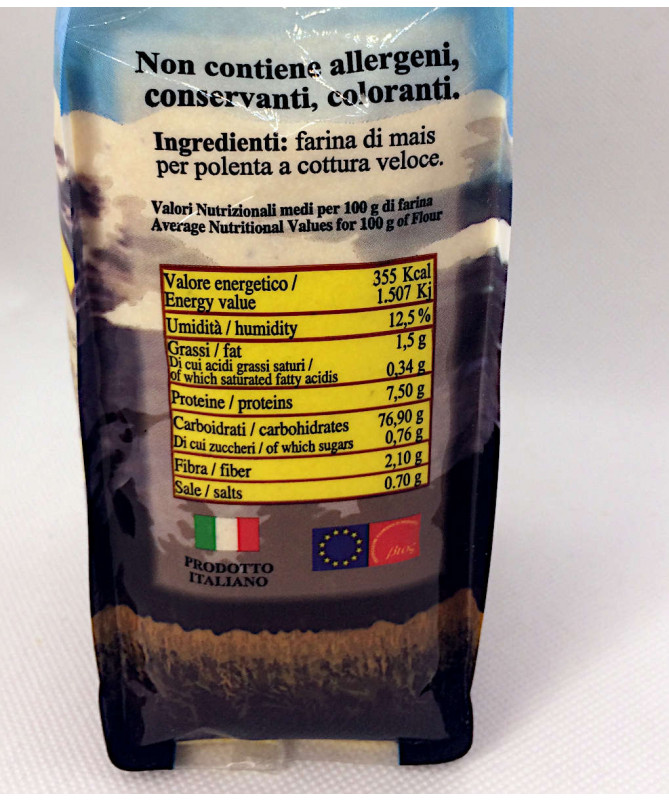 Non contiene allergeni,
conservanti, coloranti.
Ingredienti: farina di mais
per polenta a cottura veloce.
Valori Nutrizionali medi per 100 g di farina
Average Nutritional Values for 100 g of Flour
Valore energetico / 355 Kcal
Energy value 1.507 Kj
Umidità / humidity 12,5 %
Grassi / fat 1,5 g
Di cui acidi grassi saturi /
of which saturated fatty acidis 0,34 g
Proteine / proteins 7,50 g
Carboidrati / carbohidrates 76,90 g
Di cui zuccheri / of which sugars 0,76 g
Fibra / fiber 2,10 g
Sale / salts 0.70 g
PRODOTTO
ITALIANO